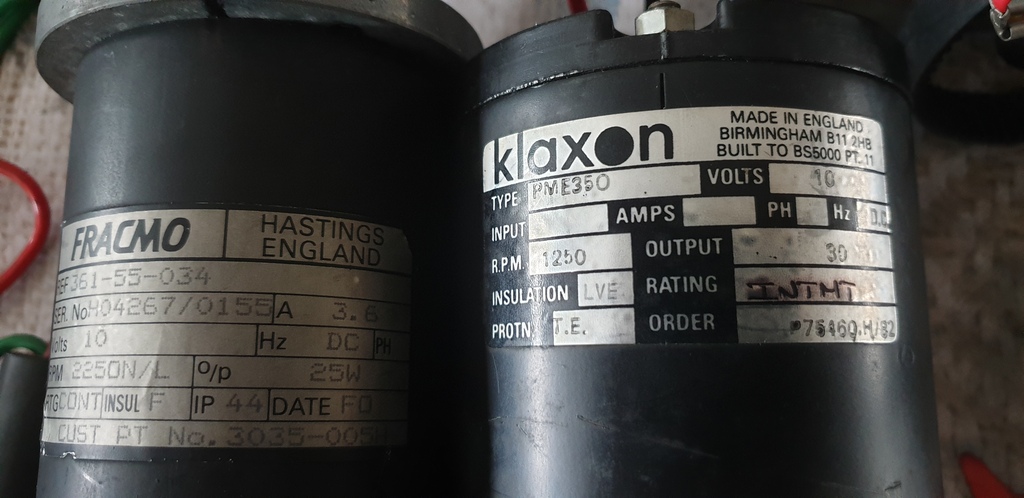 FRACMO
HASTINGS
ENGLAND
REF 361-55-034
SER No H04267/0155 A 3.6
10 Hz DC PH
RPM 2250N/L o/p 25W
RTG CONT INSUL F IP 44 DATE FO
CUST PT No. 3035-005
klaxon
MADE IN ENGLAND
BIRMINGHAM B11 2HB
BUILT TO BS5000 PT. 11
TYPE PME350 VOLTS 10
INPUT AMPS PH Hz D.C
R.P.M. 1250 OUTPUT 30
INSULATION LVE RATING INTMT
PROTN. T.E. ORDER P75460.H/82